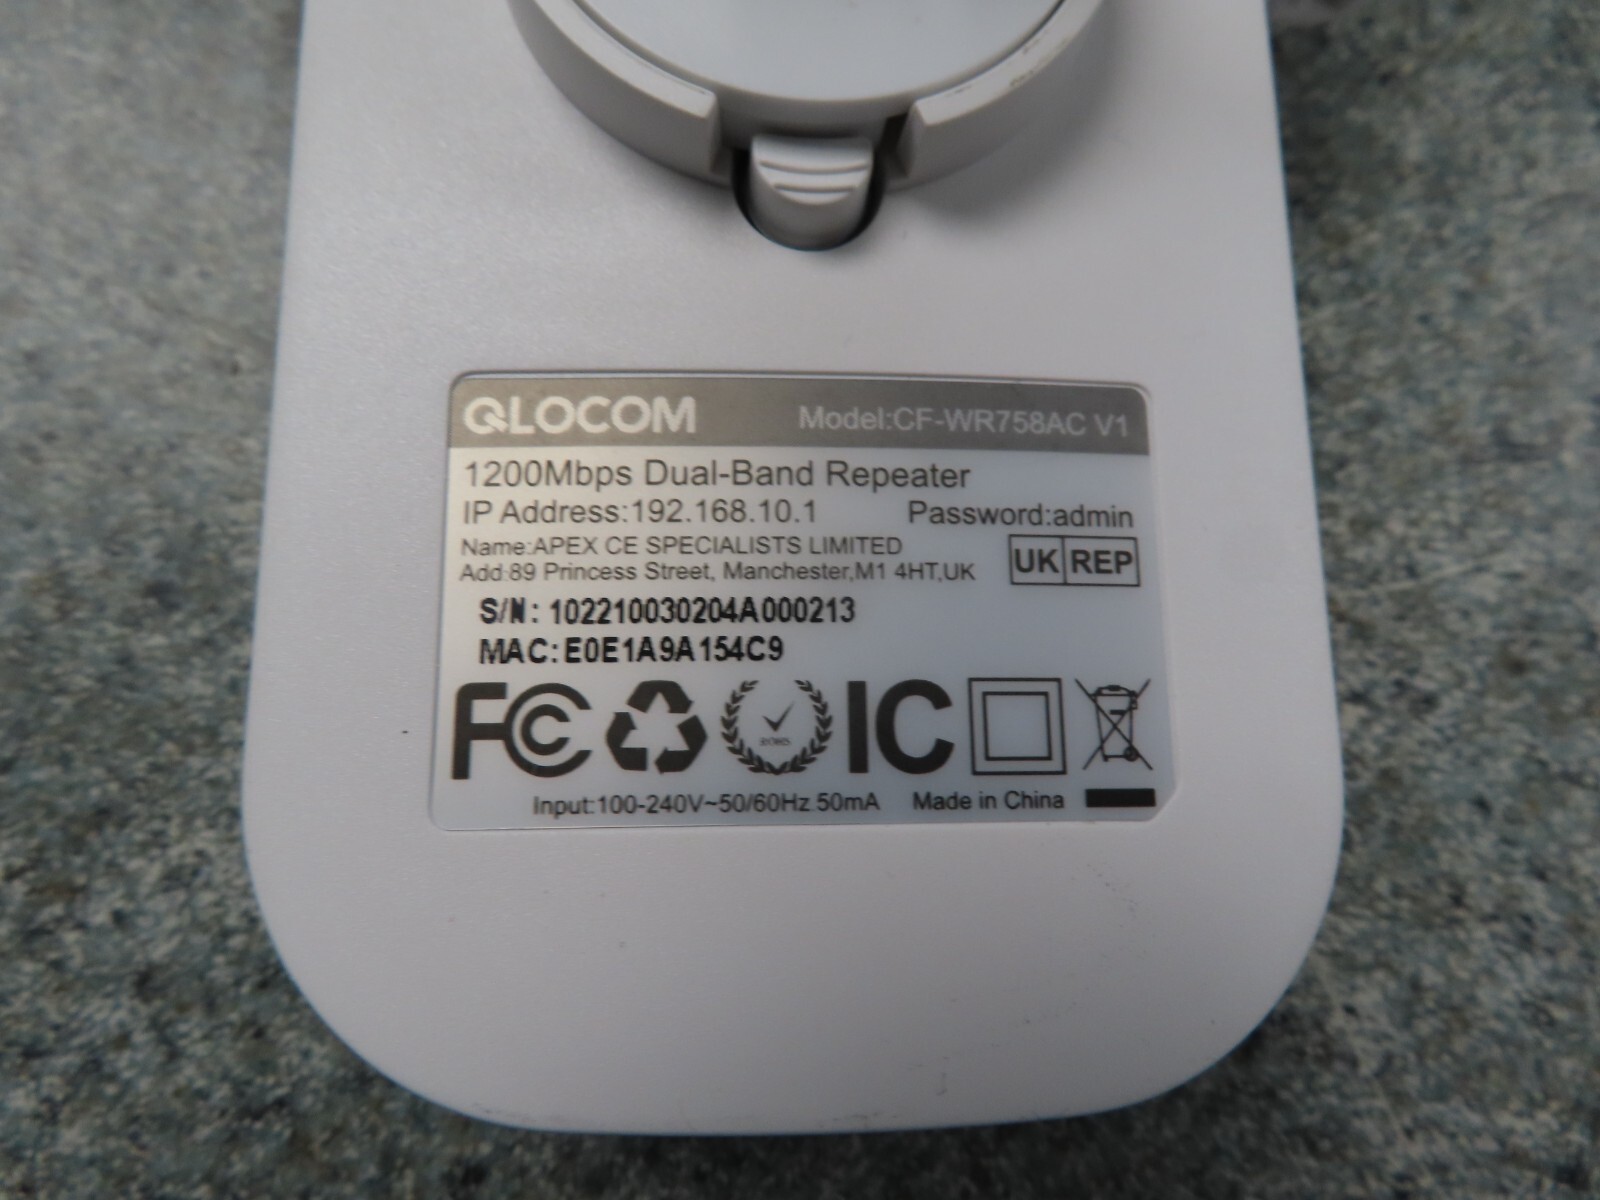 QLOCOM Model:CF-WR758AC V1
1200Mbps Dual-Band Repeater
IP Address:192.168.10.1 Password:admin
Name:APEX CE SPECIALISTS LIMITED
Add:89 Princess Street, Manchester,M1 4HT,UK
UK REP
S/N: 102210030204A000213
MAC:E0E1A9A154C9
FC RoHS IC
Input:100-240V~50/60Hz 50mA Made in China